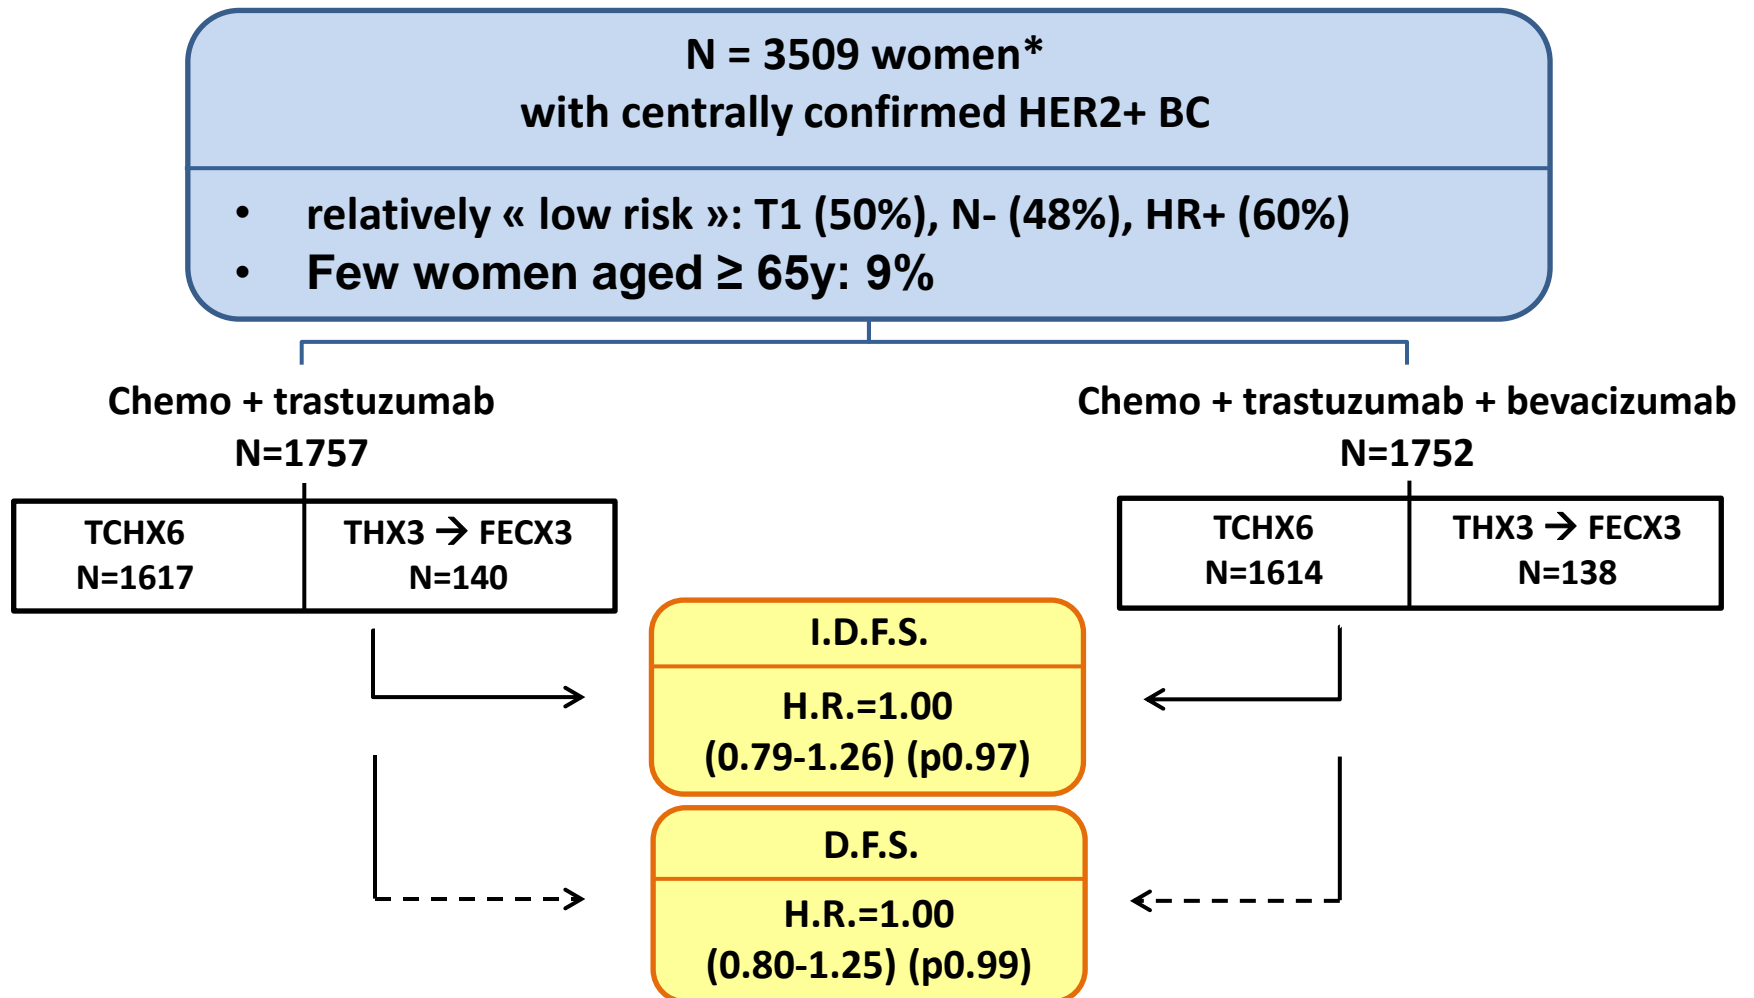 N = 3509 women*
with centrally confirmed HER2+ BC
• relatively « low risk »: T1 (50%), N- (48%), HR+ (60%)
• Few women aged ≥ 65y: 9%
Chemo + trastuzumab
N=1757
Chemo + trastuzumab + bevacizumab
N=1752
TCHX6
N=1617
THX3 → FECX3
N=140
TCHX6
N=1614
THX3 → FECX3
N=138
I.D.F.S.
H.R.=1.00
(0.79-1.26) (p0.97)
D.F.S.
H.R.=1.00
(0.80-1.25) (p0.99)